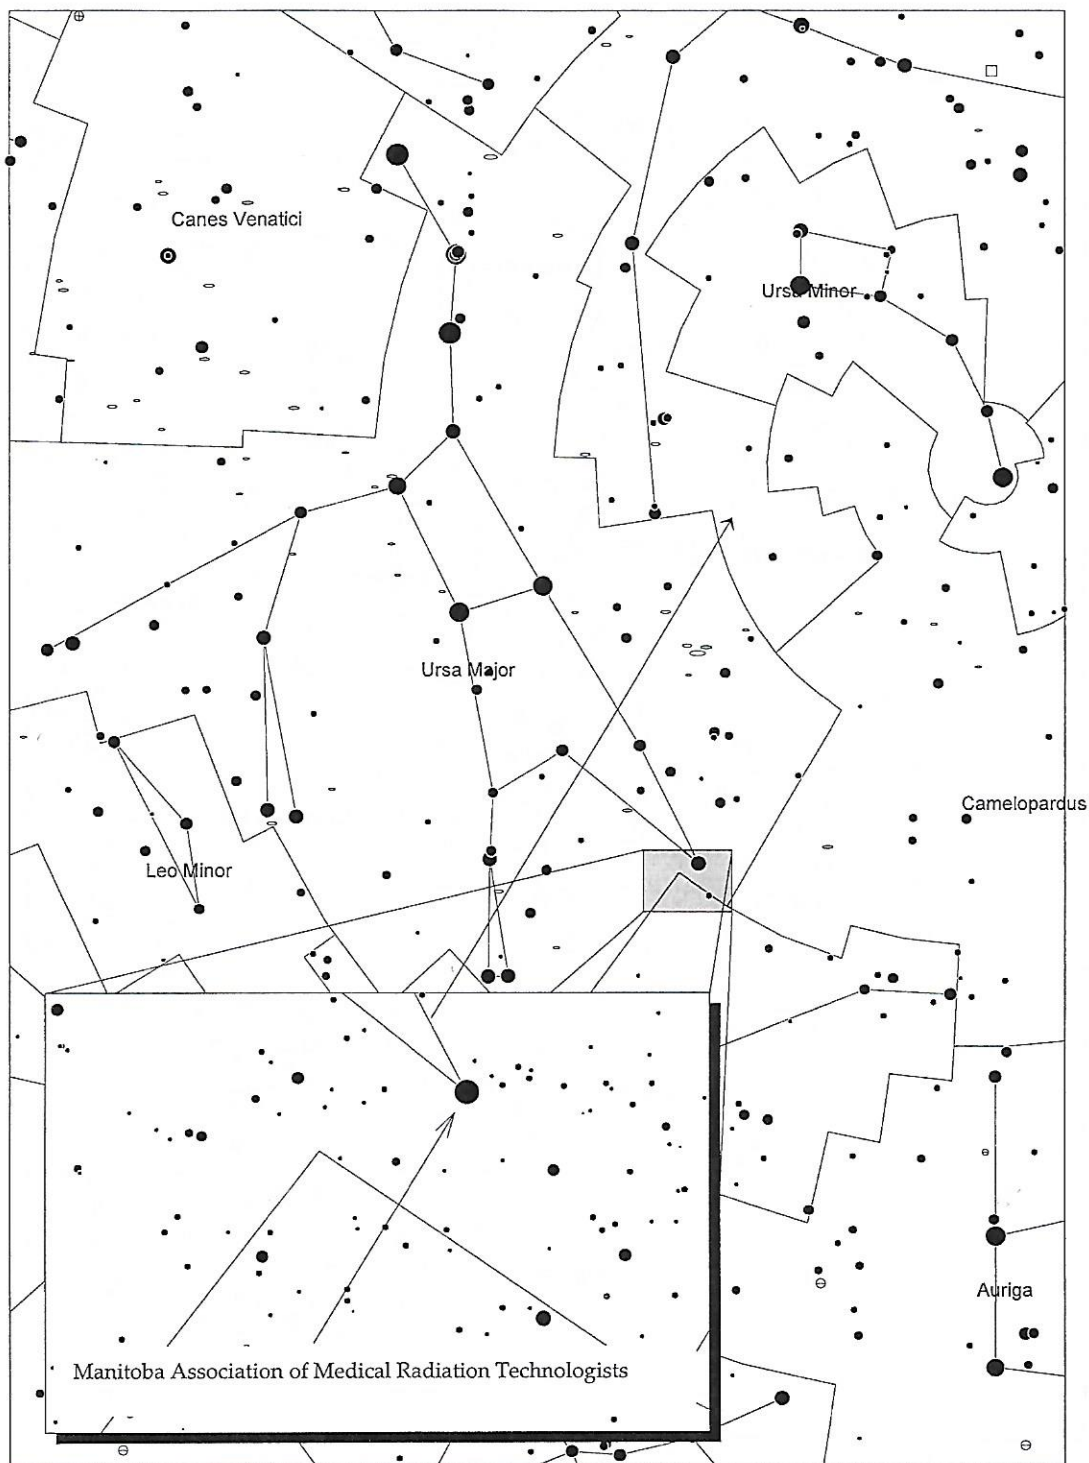 Canes Venatici
Ursa Minor
Ursa Major
Camelopardus
Leo Minor
Auriga
Manitoba Association of Medical Radiation Technologists